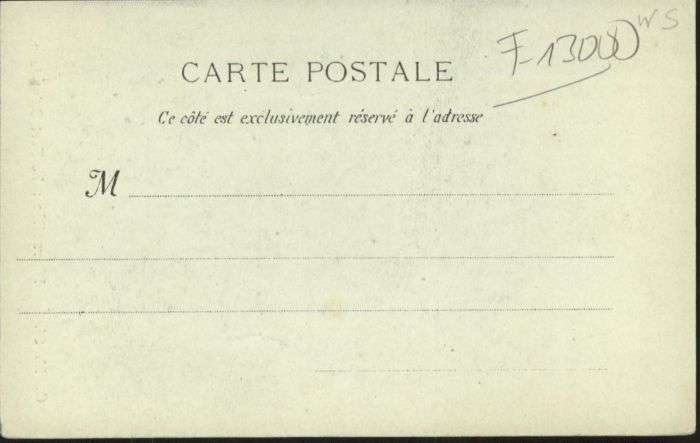 WS
F-13000
CARTE POSTALE
Ce côté est exclusivement réservé à l'adresse
M